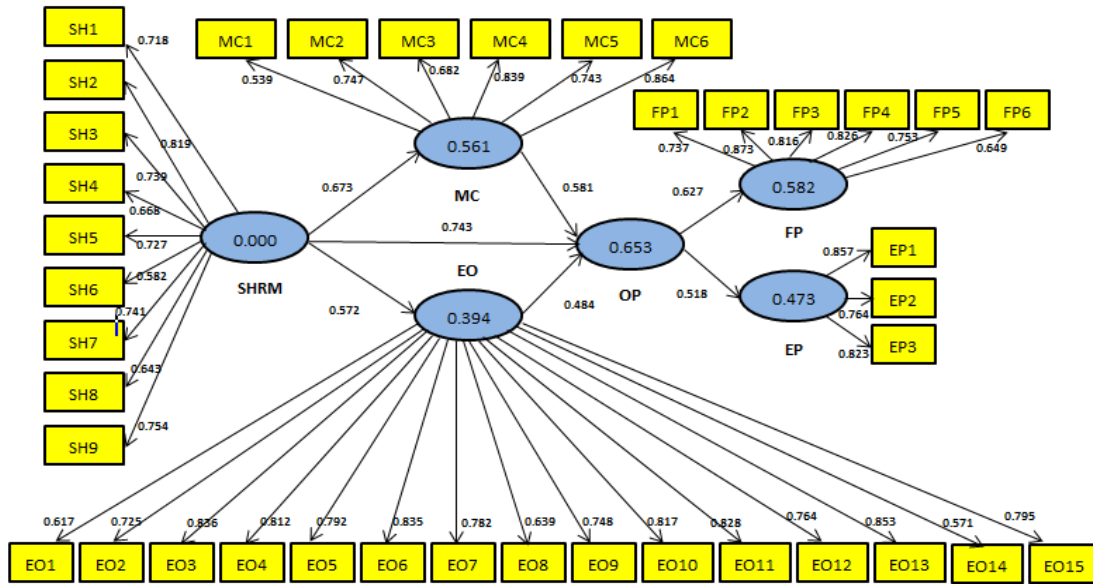 SH1
SH2
SH3
SH4
SH5
SH6
SH7
SH8
SH9
0.718
0.819
0.739
0.668
0.727
0.582
0.741
0.643
0.754
0.000
SHRM
MC1
MC2
MC3
MC4
MC5
MC6
0.539
0.747
0.682
0.839
0.743
0.864
0.561
MC
0.673
0.743
0.572
0.581
0.484
EO
0.394
0.653
OP
0.627
0.518
FP1
FP2
FP3
FP4
FP5
FP6
0.737
0.873
0.816
0.826
0.753
0.649
0.582
FP
0.473
EP
0.857
0.764
0.823
EP1
EP2
EP3
0.617
0.725
0.836
0.812
0.792
0.835
0.782
0.639
0.748
0.817
0.828
0.764
0.853
0.571
0.795
EO1
EO2
EO3
EO4
EO5
EO6
EO7
EO8
EO9
EO10
EO11
EO12
EO13
EO14
EO15